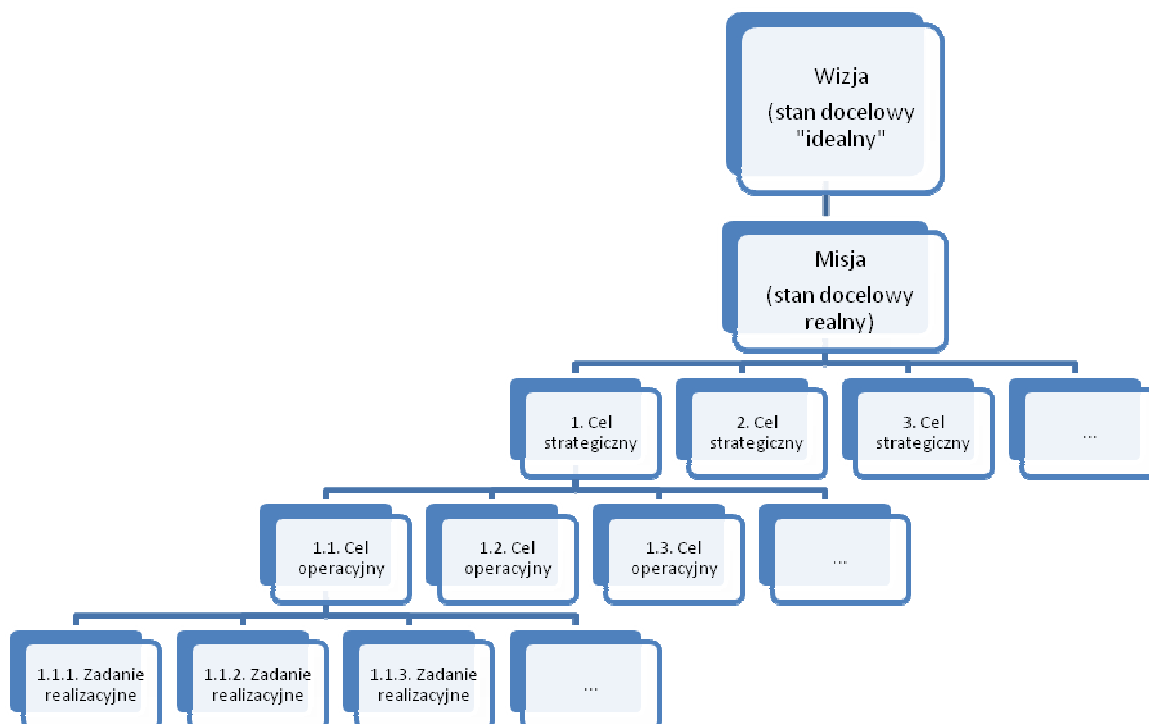 Wizja
(stan docelowy
"idealny"
Misja
(stan docelowy
realny)
1. Cel
strategiczny
2. Cel
strategiczny
3. Cel
strategiczny
...
1.1. Cel
operacyjny
1.2. Cel
operacyjny
1.3. Cel
operacyjny
...
1.1.1. Zadanie
realizacyjne
1.1.2. Zadanie
realizacyjne
1.1.3. Zadanie
realizacyjne
...